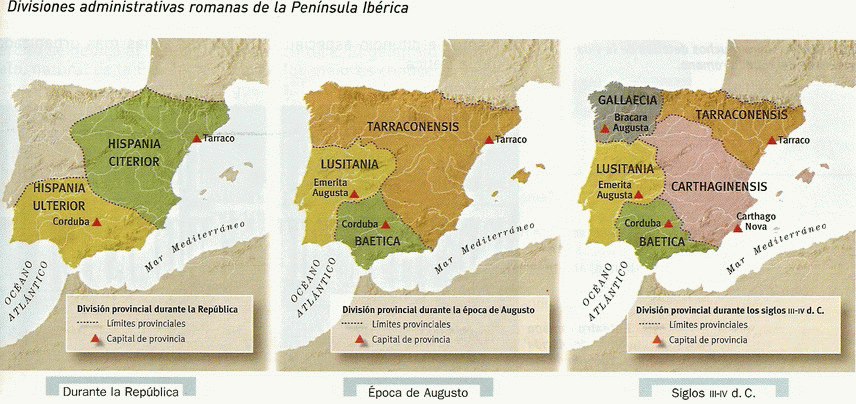 Divisiones administrativas romanas de la Península Ibérica
HISPANIA
CITERIOR
Tarraco
HISPANIA
ULTERIOR
Corduba
Mar Mediterráneo
OCÉANO
ATLÁNTICO
División provincial durante la República
Límites provinciales
Capital de provincia
Durante la República
TARRACONENSIS
Tarraco
LUSITANIA
Emerita
Augusta
Corduba
BAETICA
Mar Mediterráneo
OCÉANO
ATLÁNTICO
División provincial durante la época de Augusto
Límites provinciales
Capital de provincia
Época de Augusto
GALLAECIA
Bracara
Augusta
TARRACONENSIS
Tarraco
LUSITANIA
Emerita
Augusta
CARTHAGINENSIS
Carthago
Nova
Corduba
BAETICA
Mar Mediterráneo
OCÉANO
ATLÁNTICO
División provincial durante los siglos III-IV d. C.
Límites provinciales
Capital de provincia
Siglos III-IV d. C.